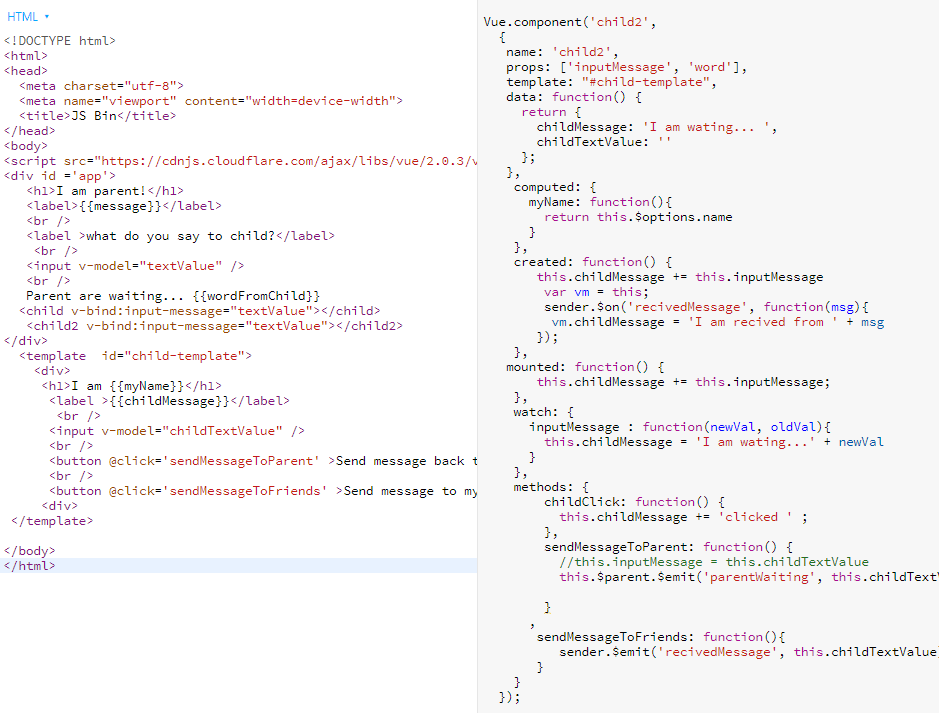 HTML
<!DOCTYPE html>
<html>
<head>
  <meta charset="utf-8">
  <meta name="viewport" content="width=device-width">
  <title>JS Bin</title>
</head>
<body>
<script src="https://cdnjs.cloudflare.com/ajax/libs/vue/2.0.3/v
<div id ='app'>
   <h1>I am parent!</h1>
   <label>{{message}}</label>
   <br />
   <label >what do you say to child?</label>
    <br />
   <input v-model="textValue" />
   <br />
   Parent are waiting... {{wordFromChild}}
  <child v-bind:input-message="textValue"></child>
   <child2 v-bind:input-message="textValue"></child2>
</div>
  <template  id="child-template">
    <div>
     <h1>I am {{myName}}</h1>
      <label >{{childMessage}}</label>
       <br />
      <input v-model="childTextValue" />
      <br />
      <button @click='sendMessageToParent' >Send message back t
      <br />
      <button @click='sendMessageToFriends' >Send message to my
     <div>
 </template>
</body>
</html>
Vue.component('child2',
  {
   name: 'child2',
   props: ['inputMessage', 'word'],
   template: "#child-template",
   data: function() {
     return {
       childMessage: 'I am wating... ',
       childTextValue: ''
     };
   },
    computed: {
      myName: function(){
        return this.$options.name
      }
    },
    created: function() {
       this.childMessage += this.inputMessage
        var vm = this;
        sender.$on('recivedMessage', function(msg){
         vm.childMessage = 'I am recived from ' + msg
       });
    },
   mounted: function() {
       this.childMessage += this.inputMessage;
    },
    watch: {
      inputMessage : function(newVal, oldVal){
        this.childMessage = 'I am wating...' + newVal
      }
    },
    methods: {
        childClick: function() {
          this.childMessage += 'clicked ' ;
        },
        sendMessageToParent: function() {
          //this.inputMessage = this.childTextValue
          this.$parent.$emit('parentWaiting', this.childText
        }
      ,
       sendMessageToFriends: function(){
          sender.$emit('recivedMessage', this.childTextValue
       }
    }
  });